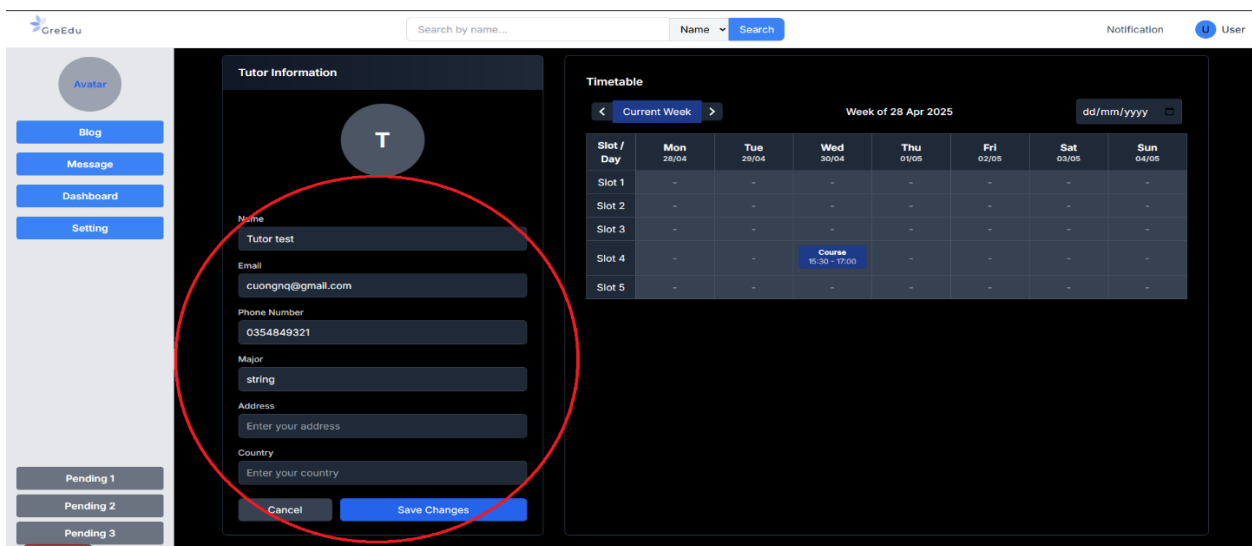 GreEdu
Search by name...
Name
Search
Notification
U
User
Avatar
Blog
Message
Dashboard
Setting
Pending 1
Pending 2
Pending 3
Tutor Information
T
Name
Tutor test
Email
cuongnq@gmail.com
Phone Number
0354849321
Major
string
Address
Enter your address
Country
Enter your country
Cancel
Save Changes
Timetable
< Current Week >
Week of 28 Apr 2025
dd/mm/yyyy
Slot / Day Mon 28/04 Tue 29/04 Wed 30/04 Thu 01/05 Fri 02/05 Sat 03/05 Sun 04/05
Slot 1 - - - - - - -
Slot 2 - - - - - - -
Slot 3 - - - - - - -
Slot 4 - - Course 15:30 - 17:00 - - - -
Slot 5 - - - - - - -